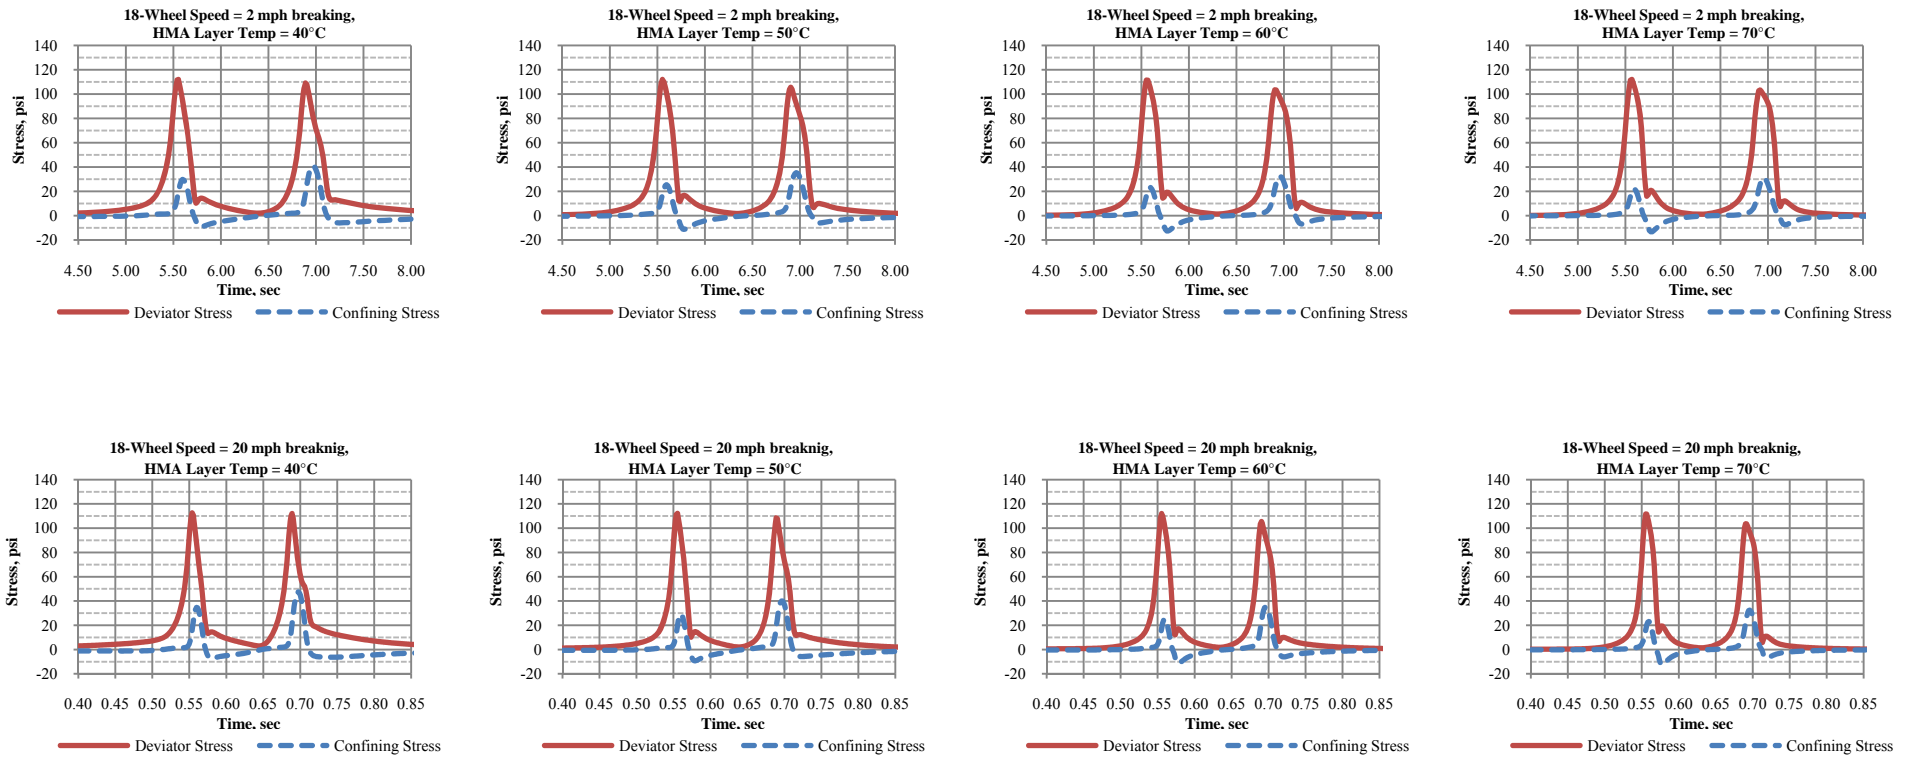 18-Wheel Speed = 2 mph breaking,
HMA Layer Temp = 40°C
140
120
100
80
60
40
20
0
-20
Stress, psi
4.50 5.00 5.50 6.00 6.50 7.00 7.50 8.00
Time, sec
Deviator Stress Confining Stress
18-Wheel Speed = 2 mph breaking,
HMA Layer Temp = 50°C
140
120
100
80
60
40
20
0
-20
Stress, psi
4.50 5.00 5.50 6.00 6.50 7.00 7.50 8.00
Time, sec
Deviator Stress Confining Stress
18-Wheel Speed = 2 mph breaking,
HMA Layer Temp = 60°C
140
120
100
80
60
40
20
0
-20
Stress, psi
4.50 5.00 5.50 6.00 6.50 7.00 7.50 8.00
Time, sec
Deviator Stress Confining Stress
18-Wheel Speed = 2 mph breaking,
HMA Layer Temp = 70°C
140
120
100
80
60
40
20
0
-20
Stress, psi
4.50 5.00 5.50 6.00 6.50 7.00 7.50 8.00
Time, sec
Deviator Stress Confining Stress
18-Wheel Speed = 20 mph breaknig,
HMA Layer Temp = 40°C
140
120
100
80
60
40
20
0
-20
Stress, psi
0.40 0.45 0.50 0.55 0.60 0.65 0.70 0.75 0.80 0.85
Time, sec
Deviator Stress Confining Stress
18-Wheel Speed = 20 mph breaknig,
HMA Layer Temp = 50°C
140
120
100
80
60
40
20
0
-20
Stress, psi
0.40 0.45 0.50 0.55 0.60 0.65 0.70 0.75 0.80 0.85
Time, sec
Deviator Stress Confining Stress
18-Wheel Speed = 20 mph breaknig,
HMA Layer Temp = 60°C
140
120
100
80
60
40
20
0
-20
Stress, psi
0.40 0.45 0.50 0.55 0.60 0.65 0.70 0.75 0.80 0.85
Time, sec
Deviator Stress Confining Stress
18-Wheel Speed = 20 mph breaknig,
HMA Layer Temp = 70°C
140
120
100
80
60
40
20
0
-20
Stress, psi
0.40 0.45 0.50 0.55 0.60 0.65 0.70 0.75 0.80 0.85
Time, sec
Deviator Stress Confining Stress